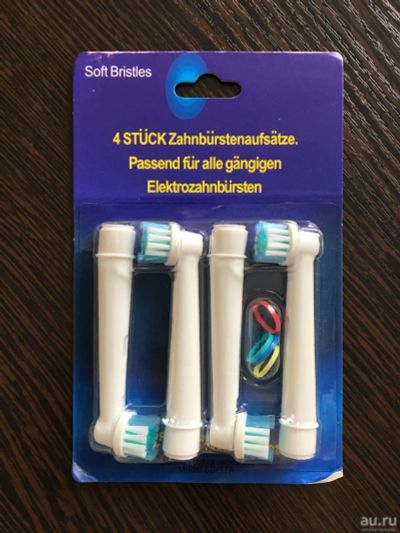 Soft Bristles
4 STÜCK Zahnbürstenaufsätze.
Passend für alle gängigen
Elektrozahnbürsten
au.ru